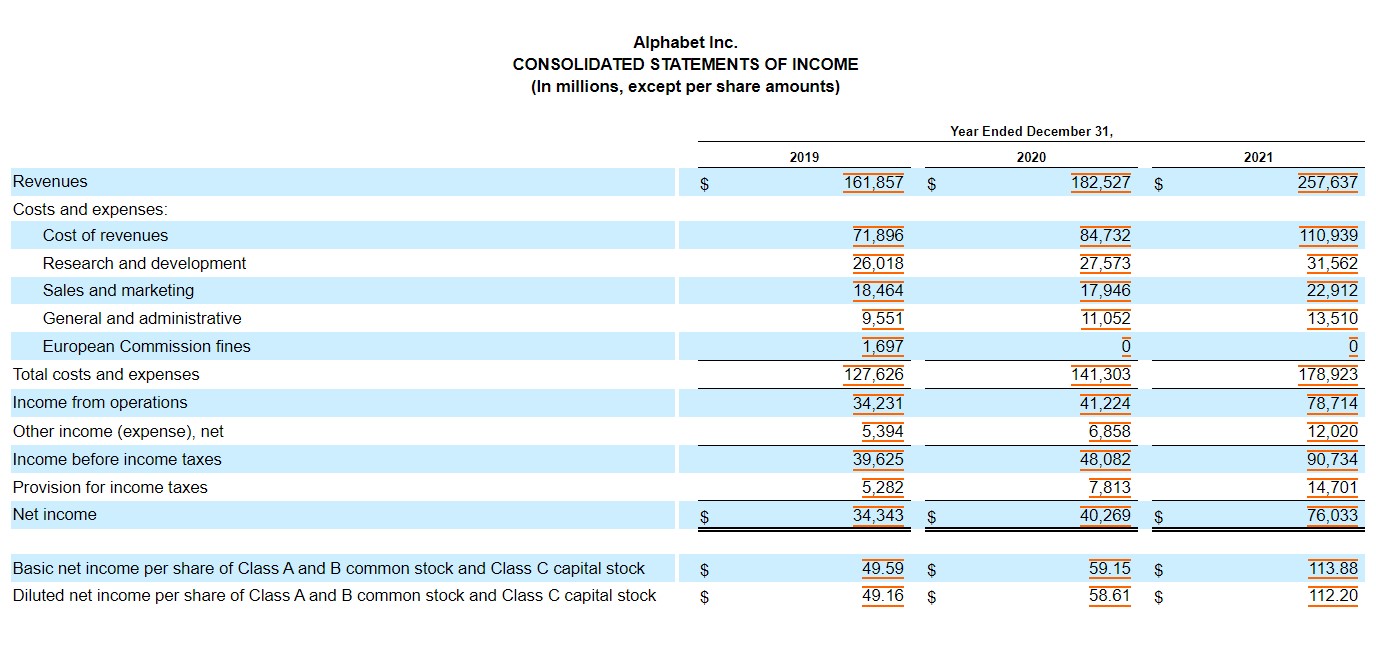 Alphabet Inc.
CONSOLIDATED STATEMENTS OF INCOME
(In millions, except per share amounts)
Year Ended December 31,
2019 2020 2021
Revenues $ 161,857 $ 182,527 $ 257,637
Costs and expenses:
Cost of revenues 71,896 84,732 110,939
Research and development 26,018 27,573 31,562
Sales and marketing 18,464 17,946 22,912
General and administrative 9,551 11,052 13,510
European Commission fines 1,697 0 0
Total costs and expenses 127,626 141,303 178,923
Income from operations 34,231 41,224 78,714
Other income (expense), net 5,394 6,858 12,020
Income before income taxes 39,625 48,082 90,734
Provision for income taxes 5,282 7,813 14,701
Net income $ 34,343 $ 40,269 $ 76,033
Basic net income per share of Class A and B common stock and Class C capital stock $ 49.59 $ 59.15 $ 113.88
Diluted net income per share of Class A and B common stock and Class C capital stock $ 49.16 $ 58.61 $ 112.20